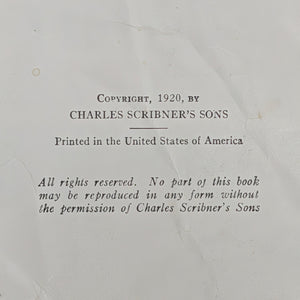 Copyright, 1920, by
CHARLES SCRIBNER'S SONS
Printed in the United States of America
All rights reserved. No part of this book
may be reproduced in any form without
the permission of Charles Scribner's Sons